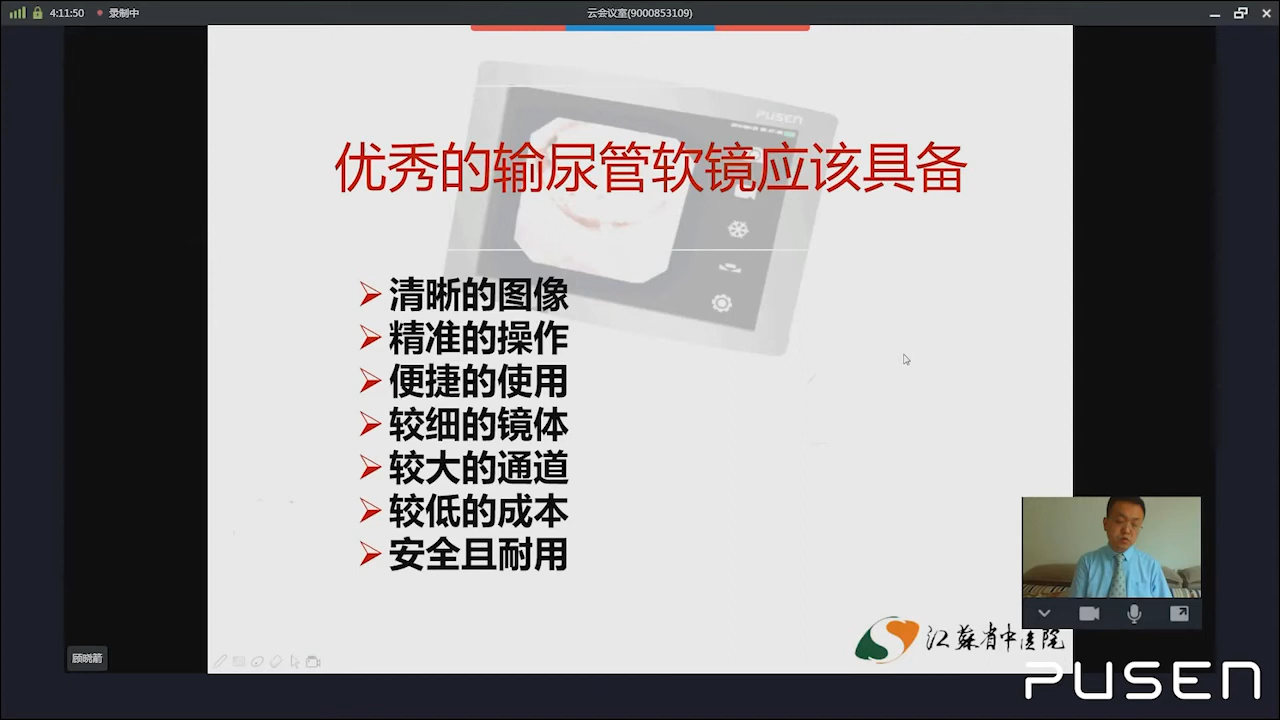 4:11:50
录制中
云会议室(9000853109)
PUSEN
优秀的输尿管软镜应该具备
清晰的图像
精准的操作
便捷的使用
较细的镜体
较大的通道
较低的成本
安全且耐用
江苏省中医院
顾晓箭
PUSEN